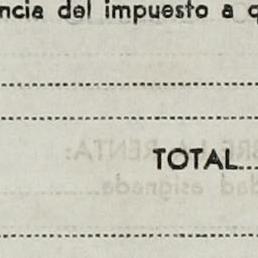 ncia del impuesto a q
TOTAL